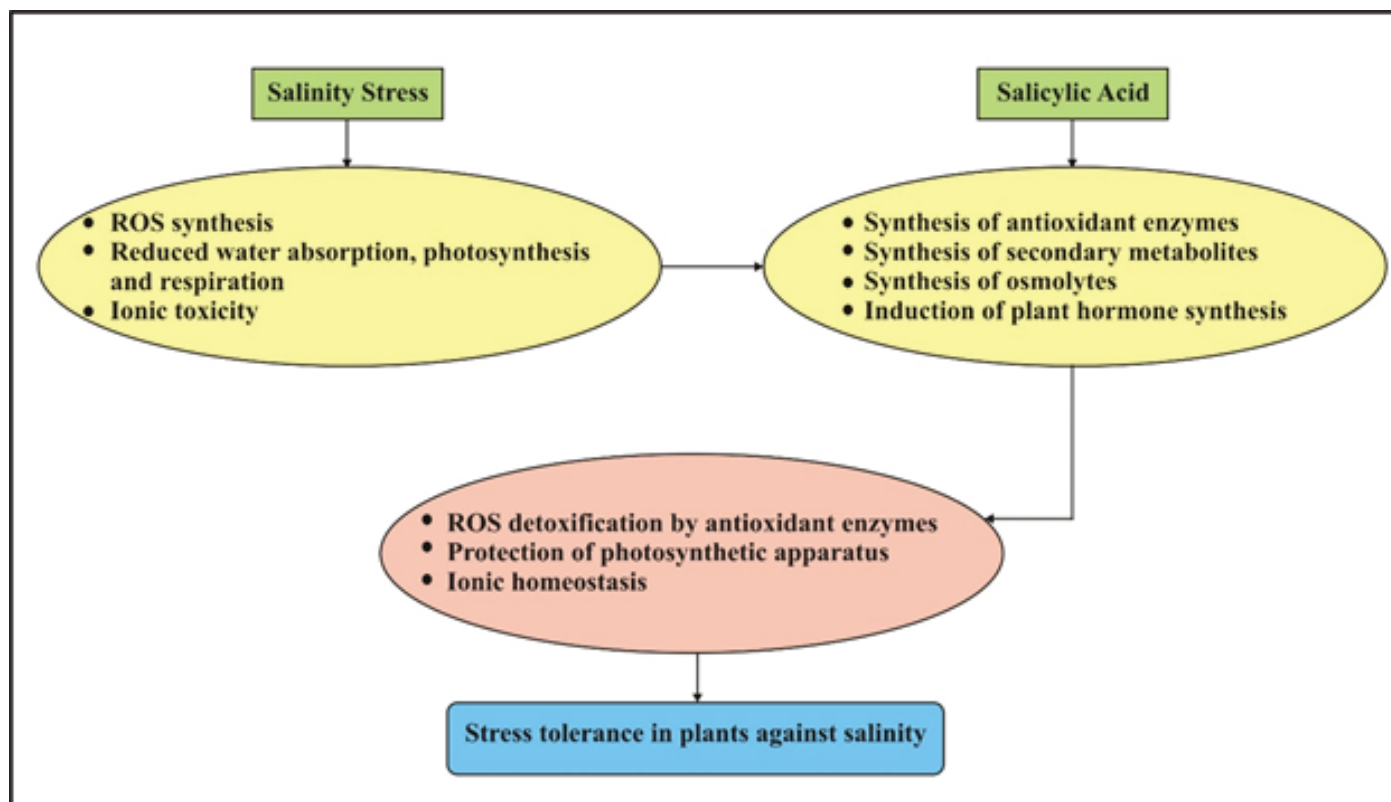 Salinity Stress
Salicylic Acid
• ROS synthesis
• Reduced water absorption, photosynthesis
and respiration
• Ionic toxicity
• Synthesis of antioxidant enzymes
• Synthesis of secondary metabolites
• Synthesis of osmolytes
• Induction of plant hormone synthesis
• ROS detoxification by antioxidant enzymes
• Protection of photosynthetic apparatus
• Ionic homeostasis
Stress tolerance in plants against salinity